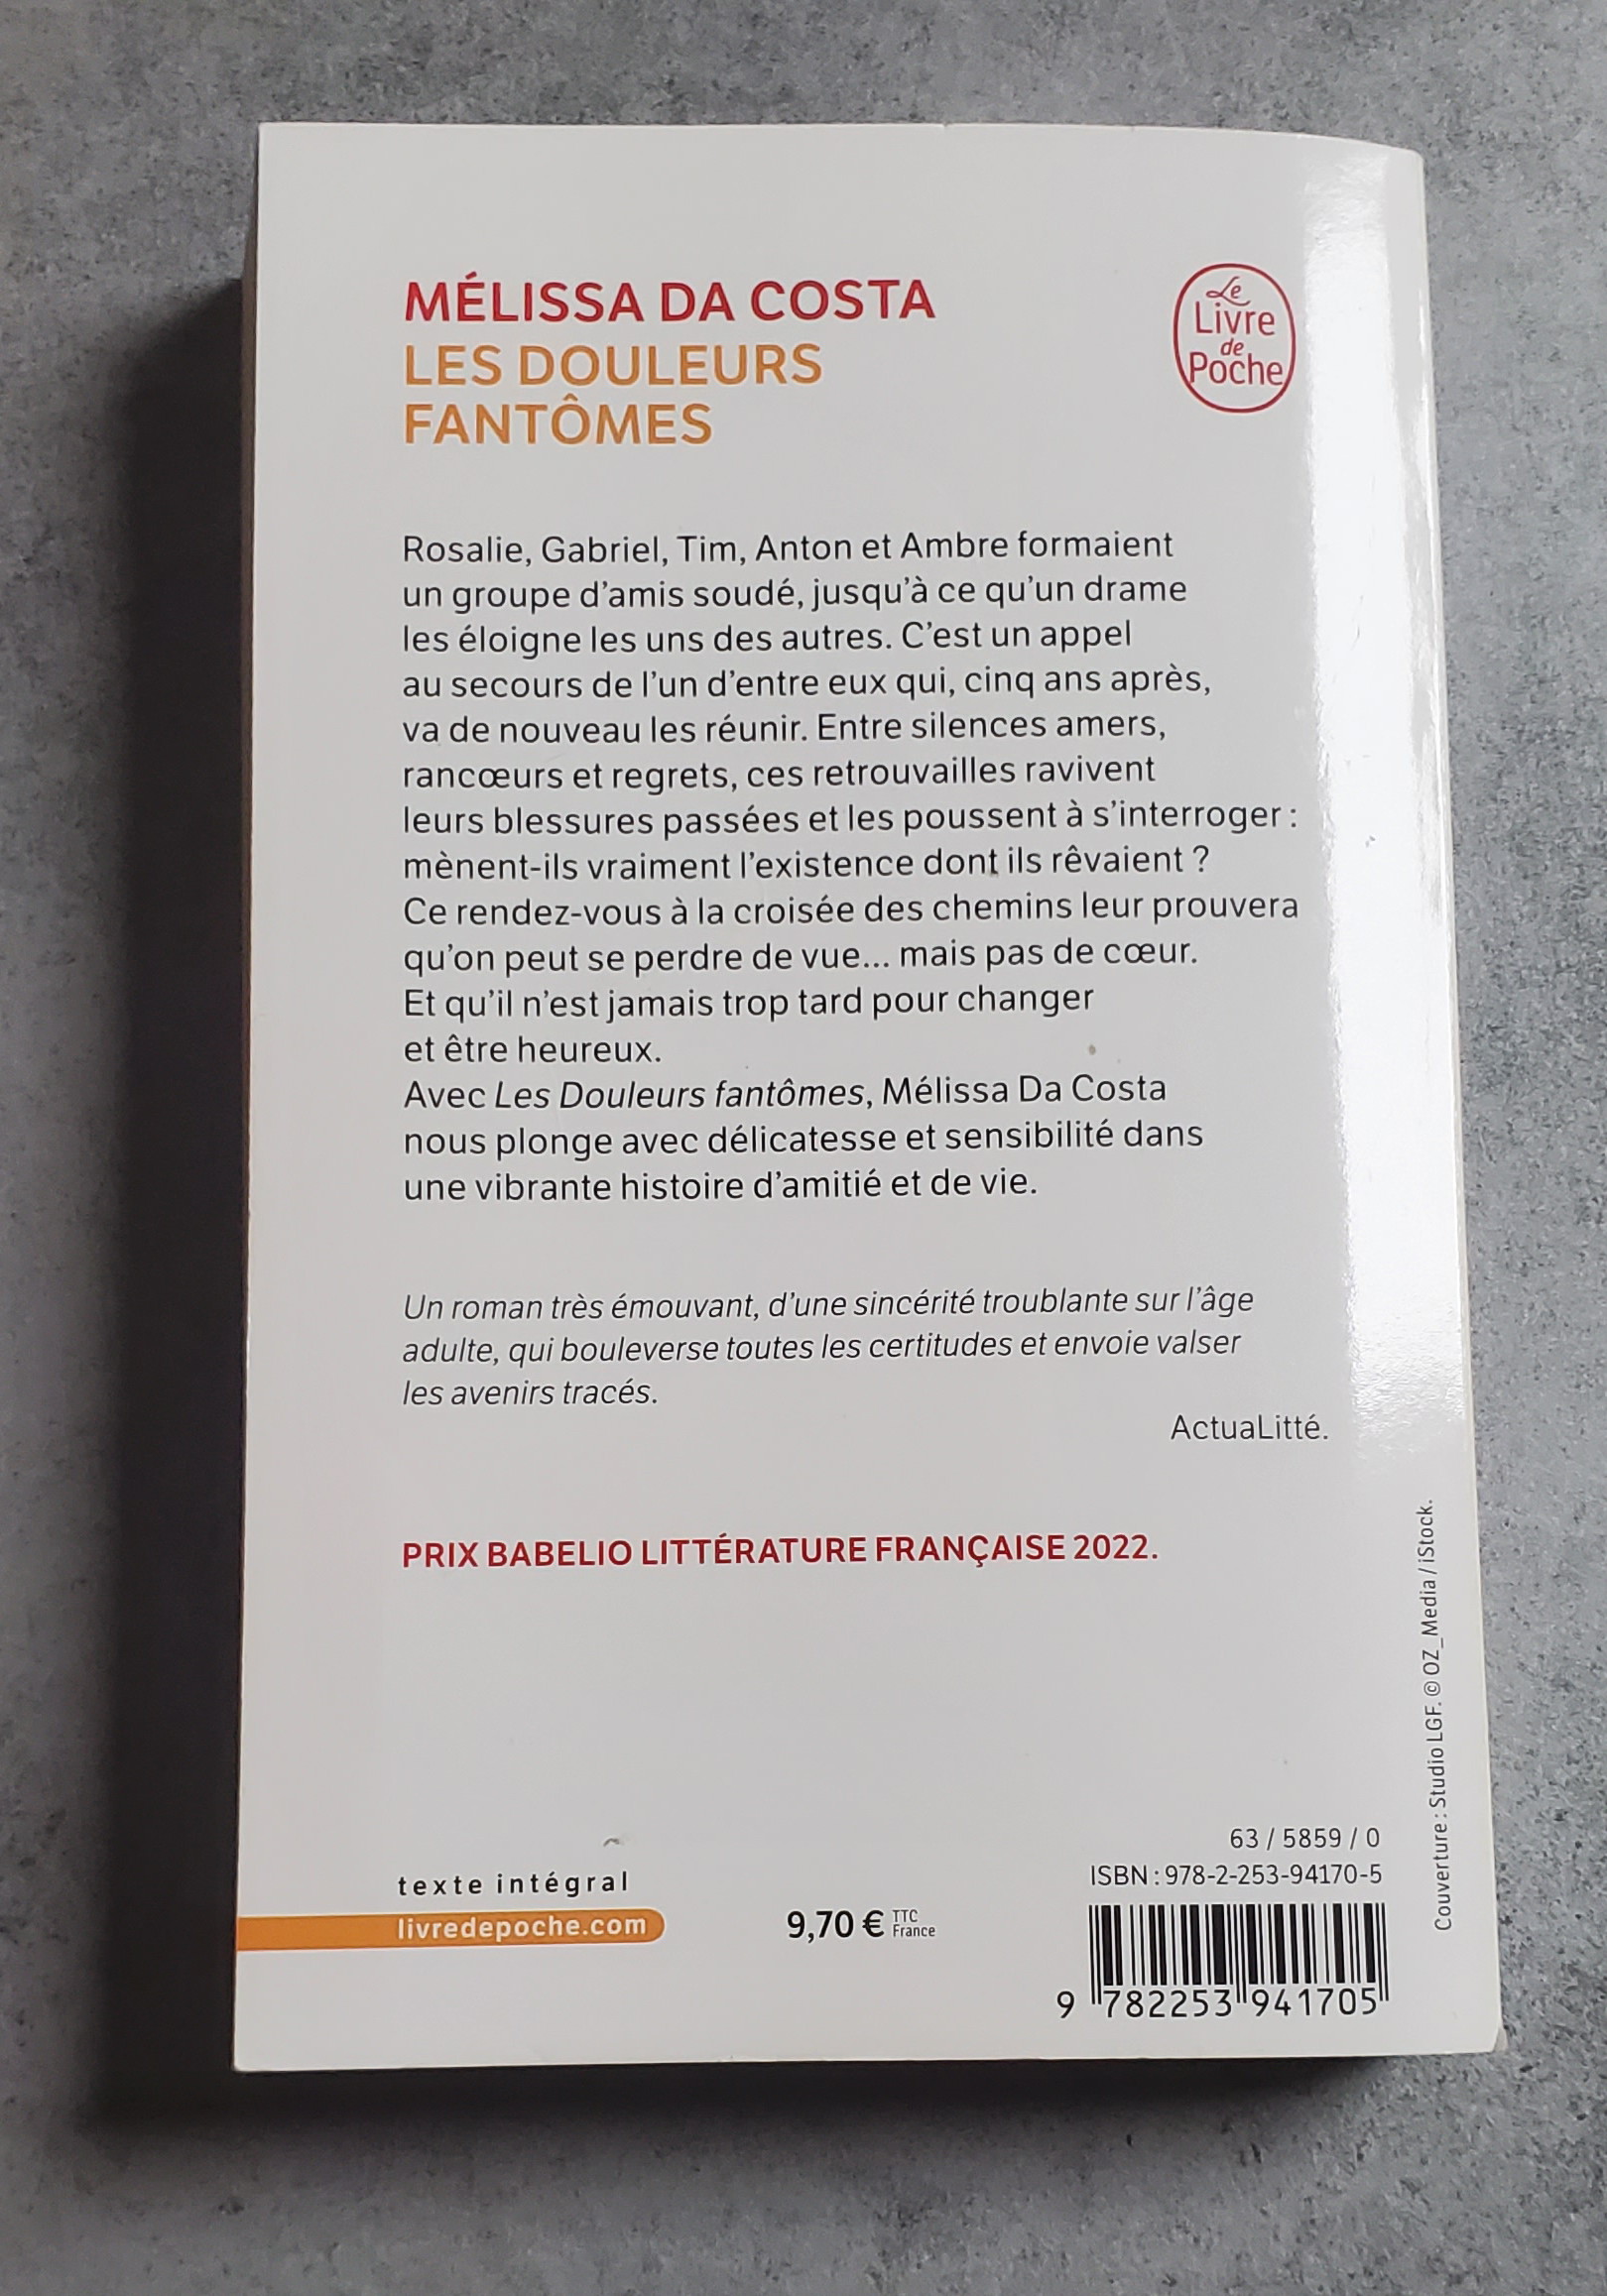 MÉLISSA DA COSTA
LES DOULEURS
FANTÔMES
Le
Livre
de
Poche
Rosalie, Gabriel, Tim, Anton et Ambre formaient
un groupe d’amis soudé, jusqu’à ce qu’un drame
les éloigne les uns des autres. C’est un appel
au secours de l’un d’entre eux qui, cinq ans après,
va de nouveau les réunir. Entre silences amers,
rancœurs et regrets, ces retrouvailles ravivent
leurs blessures passées et les poussent à s’interroger :
mènent-ils vraiment l’existence dont ils rêvaient ?
Ce rendez-vous à la croisée des chemins leur prouvera
qu’on peut se perdre de vue... mais pas de cœur.
Et qu’il n’est jamais trop tard pour changer
et être heureux.
Avec Les Douleurs fantômes, Mélissa Da Costa
nous plonge avec délicatesse et sensibilité dans
une vibrante histoire d’amitié et de vie.
Un roman très émouvant, d’une sincérité troublante sur l’âge
adulte, qui bouleverse toutes les certitudes et envoie valser
les avenirs tracés.
ActuaLitté.
PRIX BABELIO LITTÉRATURE FRANÇAISE 2022.
Couverture : Studio LGF. © OZ_Media / iStock.
texte intégral
livredepoche.com
9,70 € TTC
France
63 / 5859 / 0
ISBN : 978-2-253-94170-5
9 782253 941705